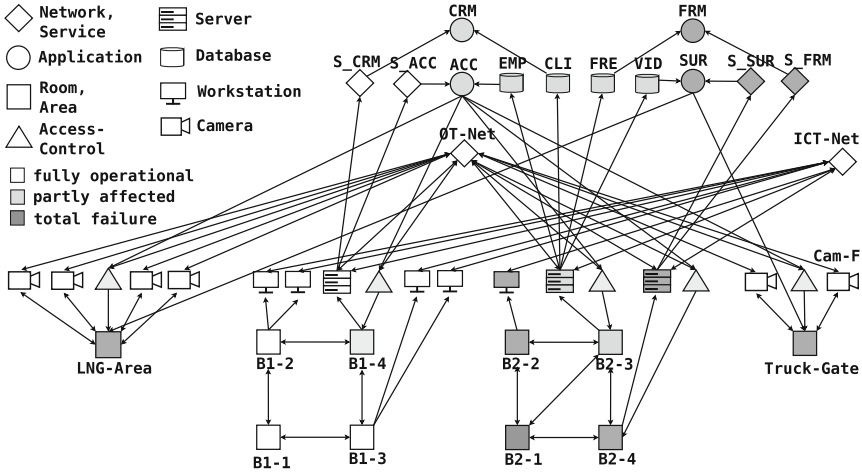 Network,
Service
Application
Room,
Area
Access-
Control
Server
Database
Workstation
Camera
fully operational
partly affected
total failure
CRM
FRM
S_CRM
S_ACC
ACC
EMP
CLI
FRE
VID
SUR
S_SUR
S_FRM
OT-Net
ICT-Net
Cam-F
LNG-Area
B1-2
B1-4
B2-2
B2-3
Truck-Gate
B1-1
B1-3
B2-1
B2-4